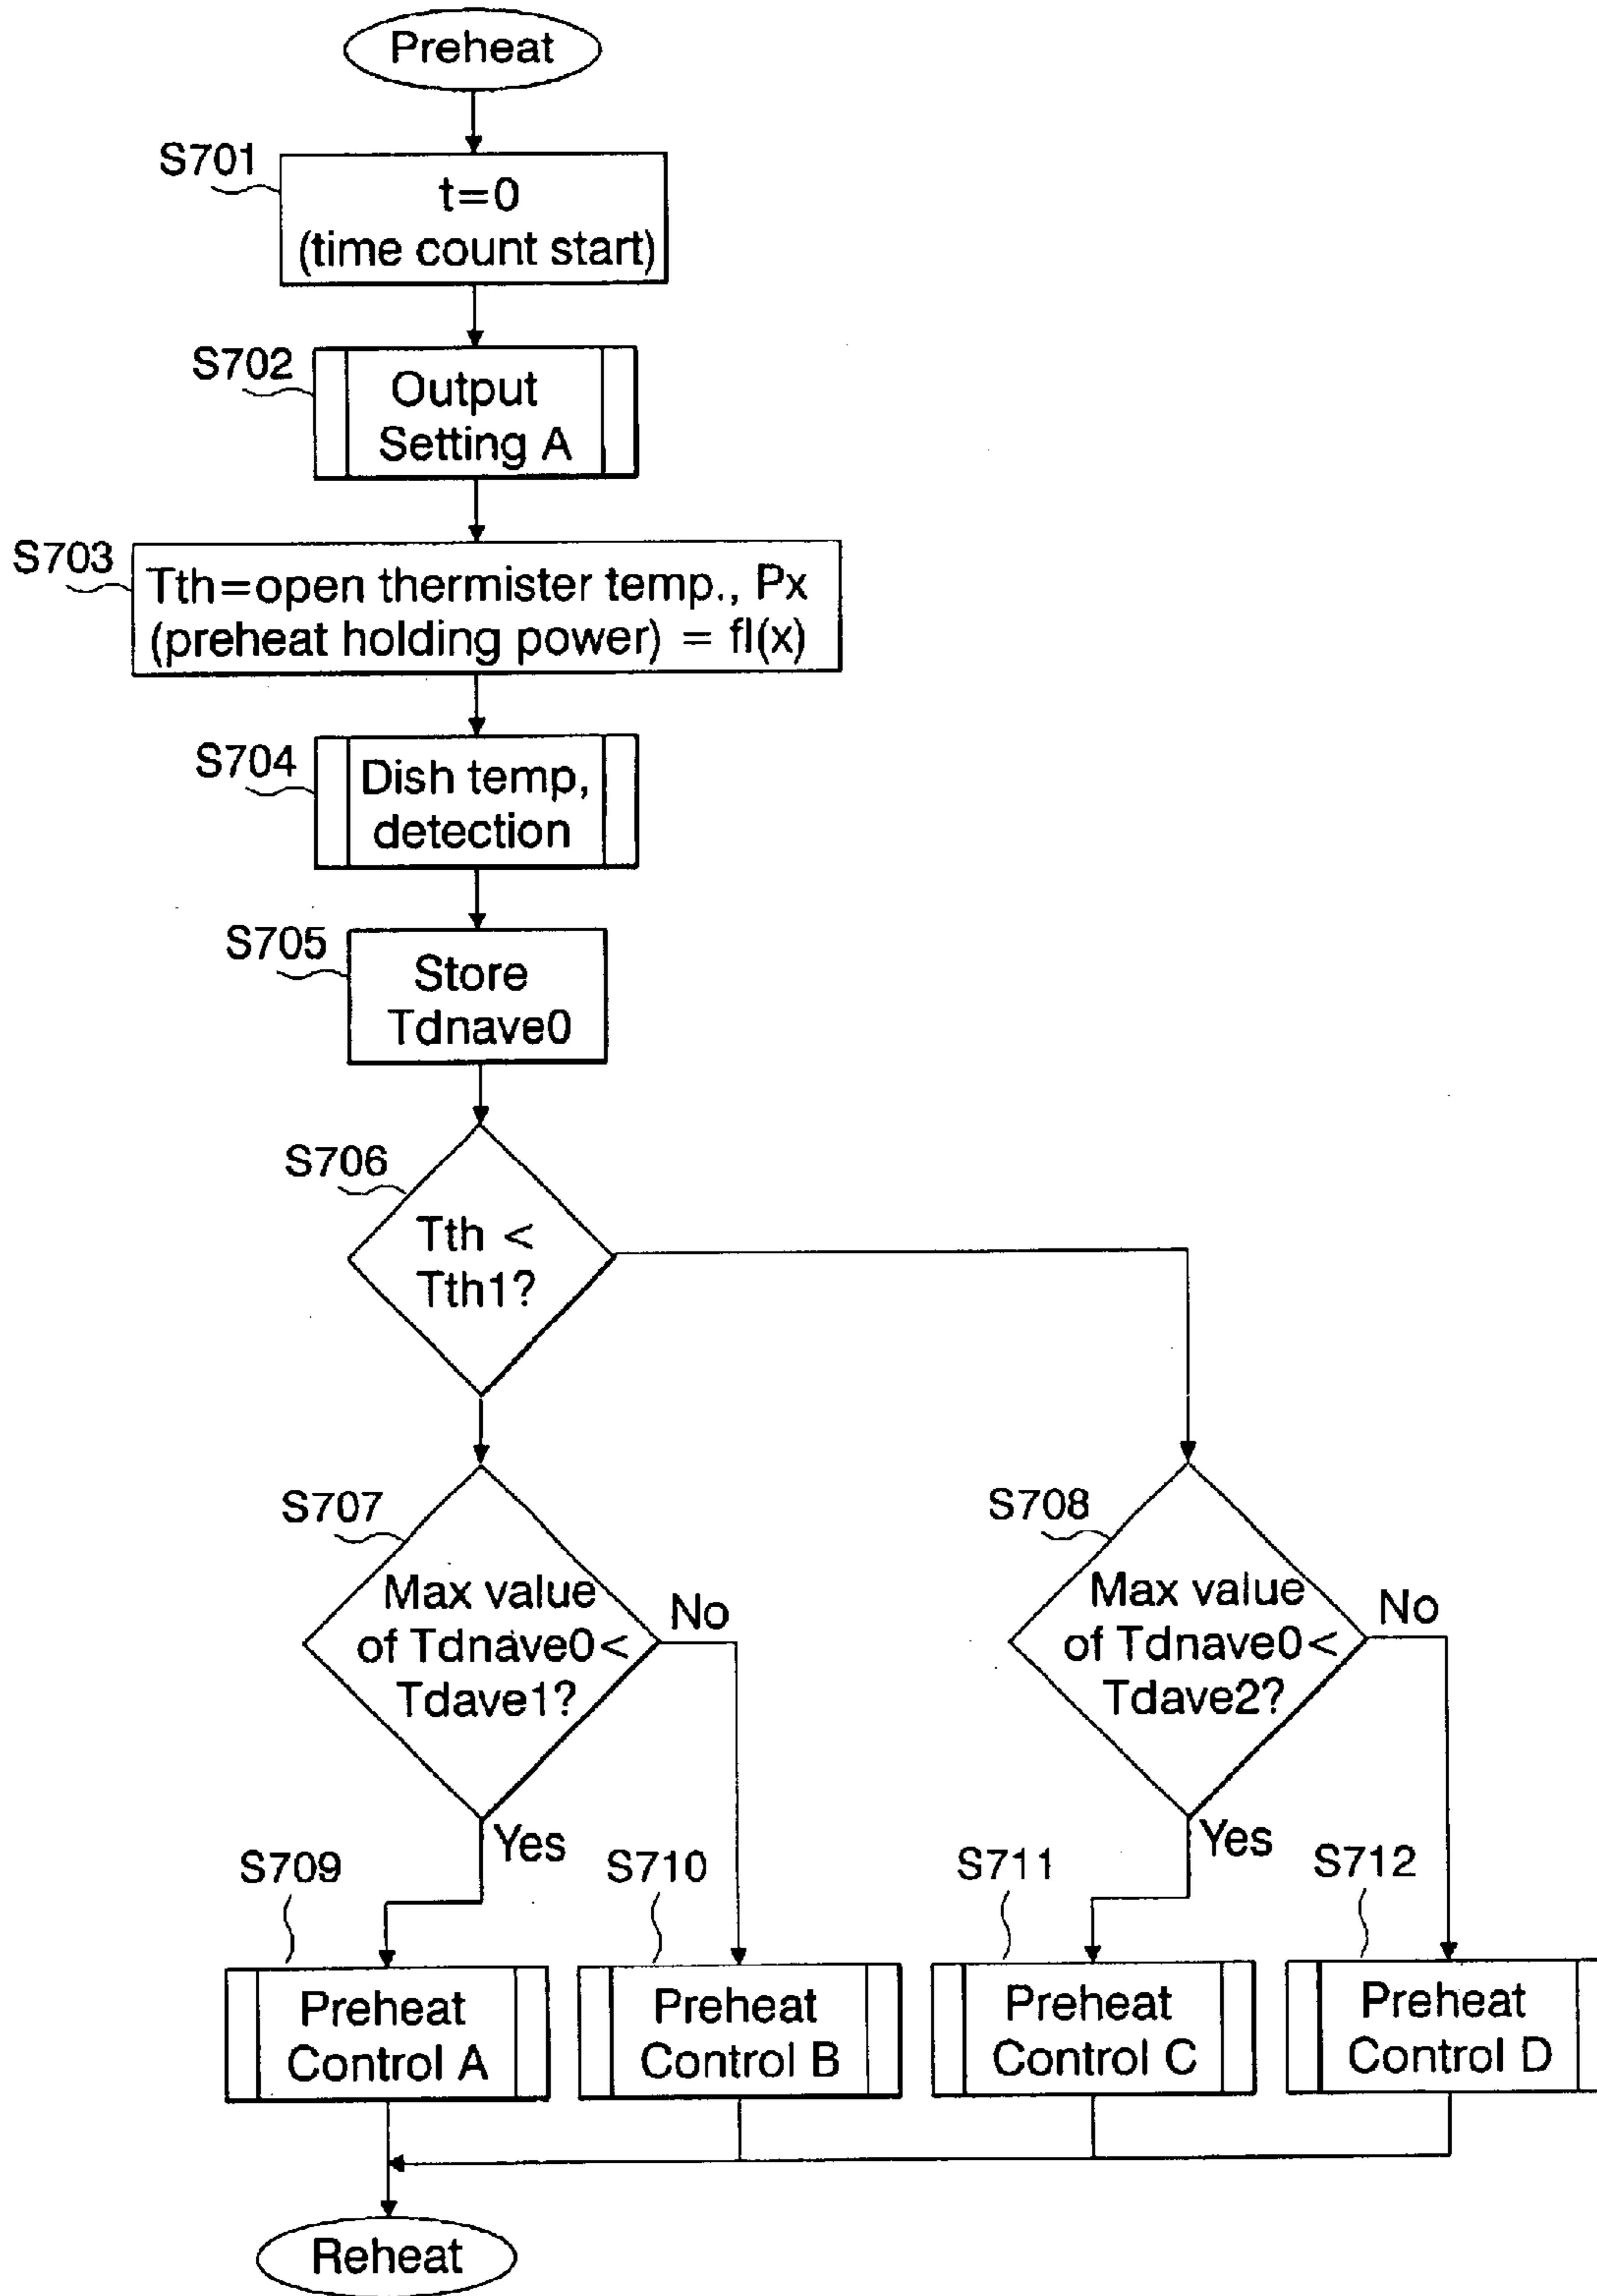 Preheat
S701
t=0
(time count start)
S702
Output
Setting A
S703
Tth=open thermister temp., Px
(preheat holding power) = fl(x)
S704
Dish temp,
detection
S705
Store
Tdnave0
S706
Tth <
Tth1?
S707
Max value
of Tdnave0<
Tdave1?
No
Yes
S708
Max value
of Tdnave0<
Tdave2?
No
Yes
S709
Preheat
Control A
S710
Preheat
Control B
S711
Preheat
Control C
S712
Preheat
Control D
Reheat